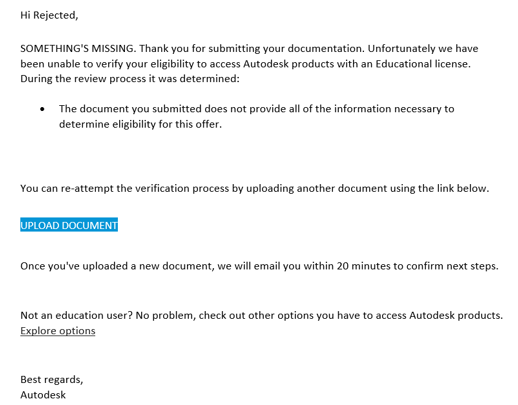 Hi Rejected,
SOMETHING'S MISSING. Thank you for submitting your documentation. Unfortunately we have
been unable to verify your eligibility to access Autodesk products with an Educational license.
During the review process it was determined:
• The document you submitted does not provide all of the information necessary to
determine eligibility for this offer.
You can re-attempt the verification process by uploading another document using the link below.
UPLOAD DOCUMENT
Once you've uploaded a new document, we will email you within 20 minutes to confirm next steps.
Not an education user? No problem, check out other options you have to access Autodesk products.
Explore options
Best regards,
Autodesk